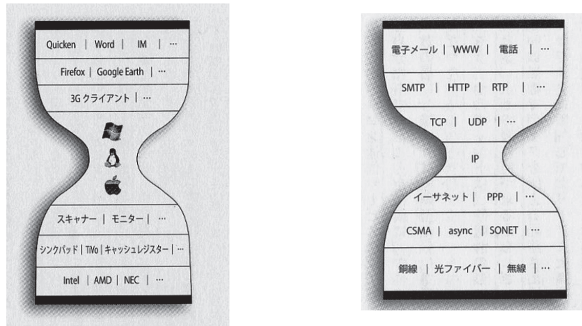 Quicken | Word | IM | …
Firefox | Google Earth | …
3G クライアント | …
スキャナー | モニター | …
シンクパッド | TiVo | キャッシュレジスター | …
Intel | AMD | NEC | …
電子メール | WWW | 電話 | …
SMTP | HTTP | RTP | …
TCP | UDP | …
IP
イーサネット | PPP | …
CSMA | async | SONET | …
銅線 | 光ファイバー | 無線 | …